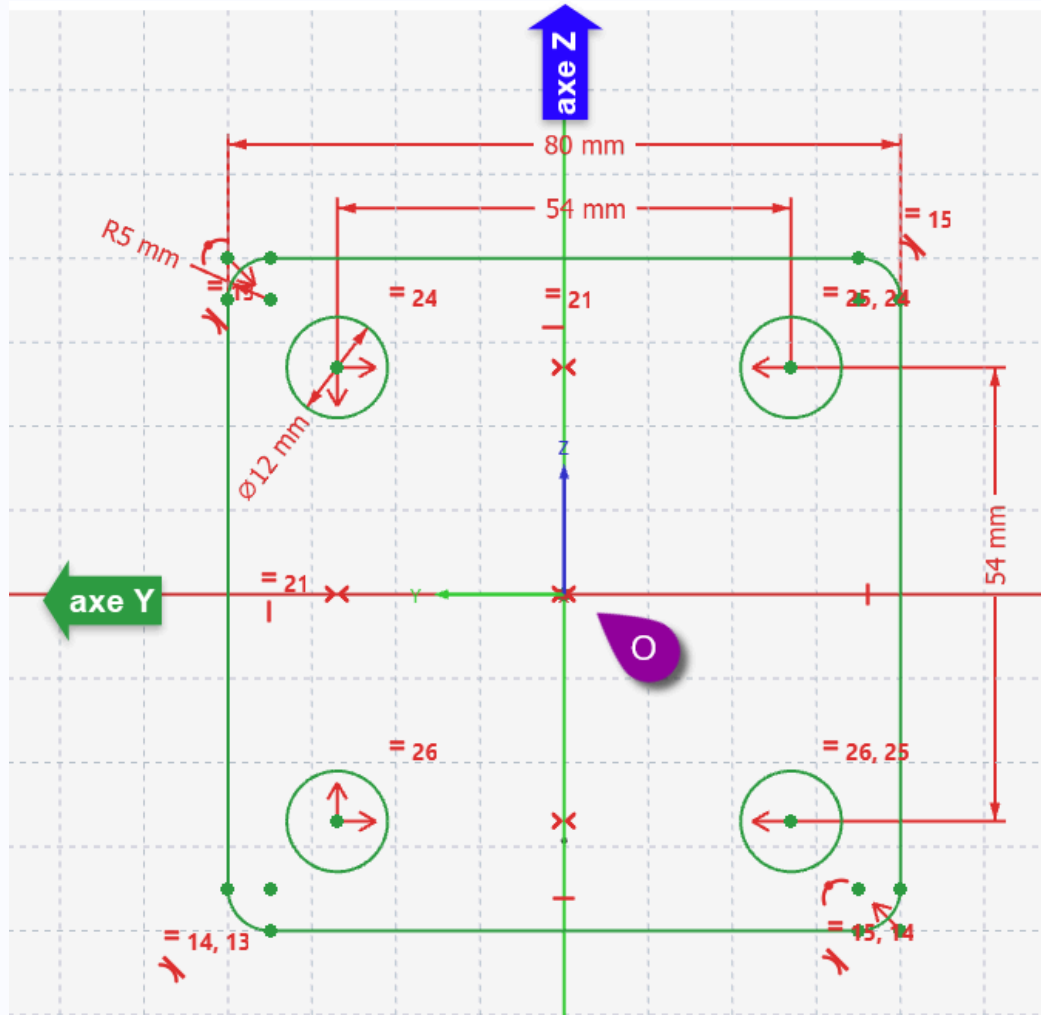 axe Z
80 mm
54 mm
= 15
R5 mm
= 24
= 21
= 25, 24
Ø12 mm
Z
54 mm
= 21
axe Y
Y
O
= 26
= 26, 25
= 14, 13
= 15, 14